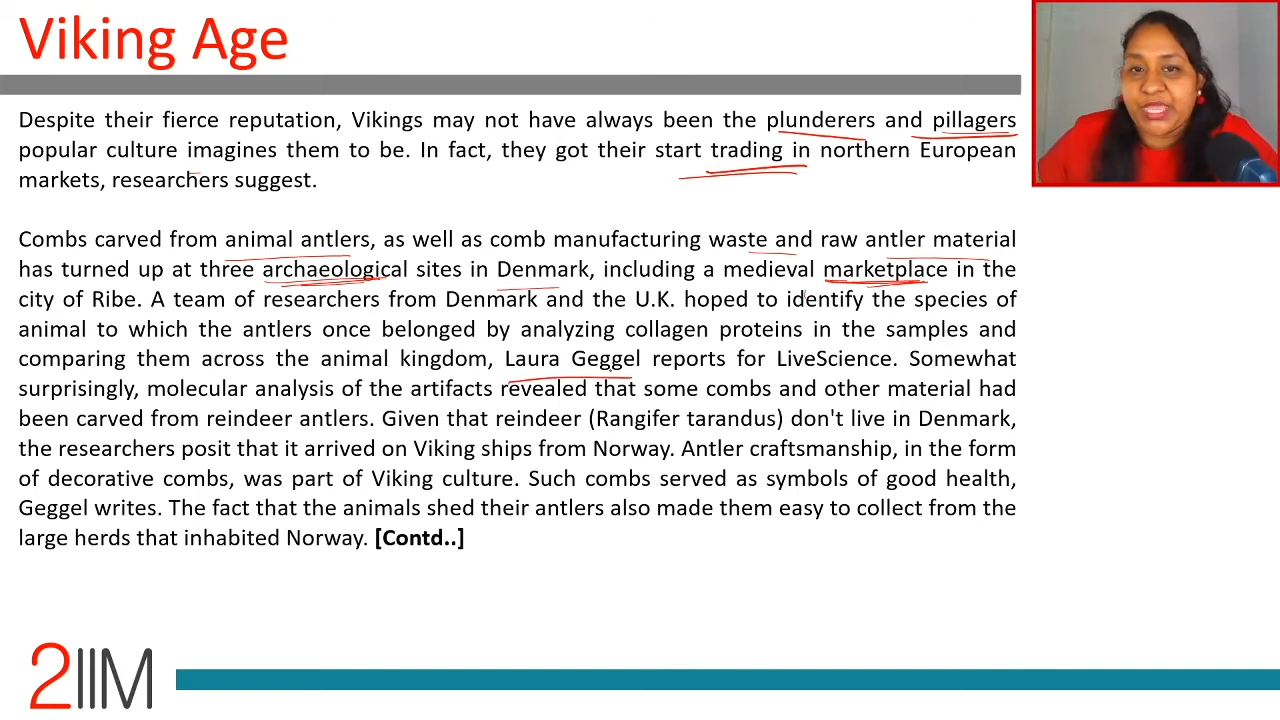 Viking Age
Despite their fierce reputation, Vikings may not have always been the plunderers and pillagers
popular culture imagines them to be. In fact, they got their start trading in northern European
markets, researchers suggest.
Combs carved from animal antlers, as well as comb manufacturing waste and raw antler material
has turned up at three archaeological sites in Denmark, including a medieval marketplace in the
city of Ribe. A team of researchers from Denmark and the U.K. hoped to identify the species of
animal to which the antlers once belonged by analyzing collagen proteins in the samples and
comparing them across the animal kingdom, Laura Geggel reports for LiveScience. Somewhat
surprisingly, molecular analysis of the artifacts revealed that some combs and other material had
been carved from reindeer antlers. Given that reindeer (Rangifer tarandus) don't live in Denmark,
the researchers posit that it arrived on Viking ships from Norway. Antler craftsmanship, in the form
of decorative combs, was part of Viking culture. Such combs served as symbols of good health,
Geggel writes. The fact that the animals shed their antlers also made them easy to collect from the
large herds that inhabited Norway. [Contd..]
2IIM